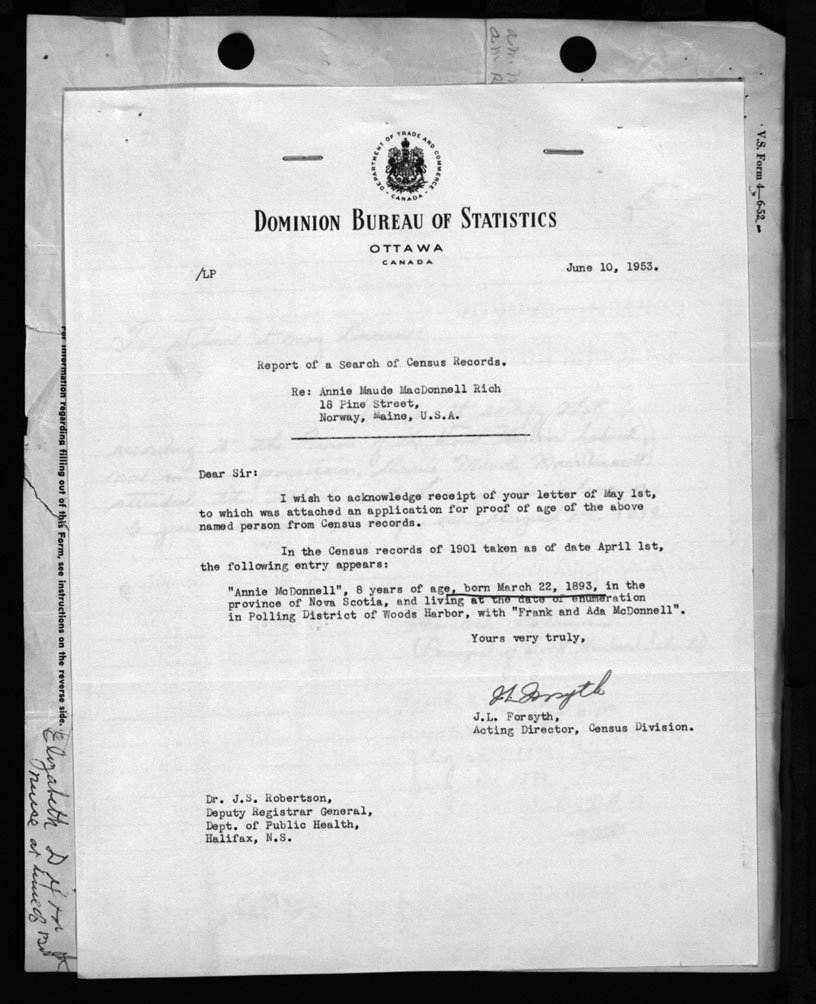 DEPARTMENT OF TRADE AND COMMERCE
CANADA
DOMINION BUREAU OF STATISTICS
OTTAWA
CANADA
/LP
June 10, 1953.
Report of a Search of Census Records.
Re: Annie Maude MacDonnell Rich
18 Pine Street,
Norway, Maine, U.S.A.
Dear Sir:
I wish to acknowledge receipt of your letter of May 1st,
to which was attached an application for proof of age of the above
named person from Census records.
In the Census records of 1901 taken as of date April 1st,
the following entry appears:
"Annie McDonnell", 8 years of age, born March 22, 1893, in the
province of Nova Scotia, and living at the date of enumeration
in Polling District of Woods Harbor, with "Frank and Ada McDonnell".
Yours very truly,
J L Forsyth
J.L. Forsyth,
Acting Director, Census Division.
Dr. J.S. Robertson,
Deputy Registrar General,
Dept. of Public Health,
Halifax, N.S.
V.S. Form 4—6-52
For information regarding filling out of this Form, see instructions on the reverse side.
Elizabeth D
nurse at time of